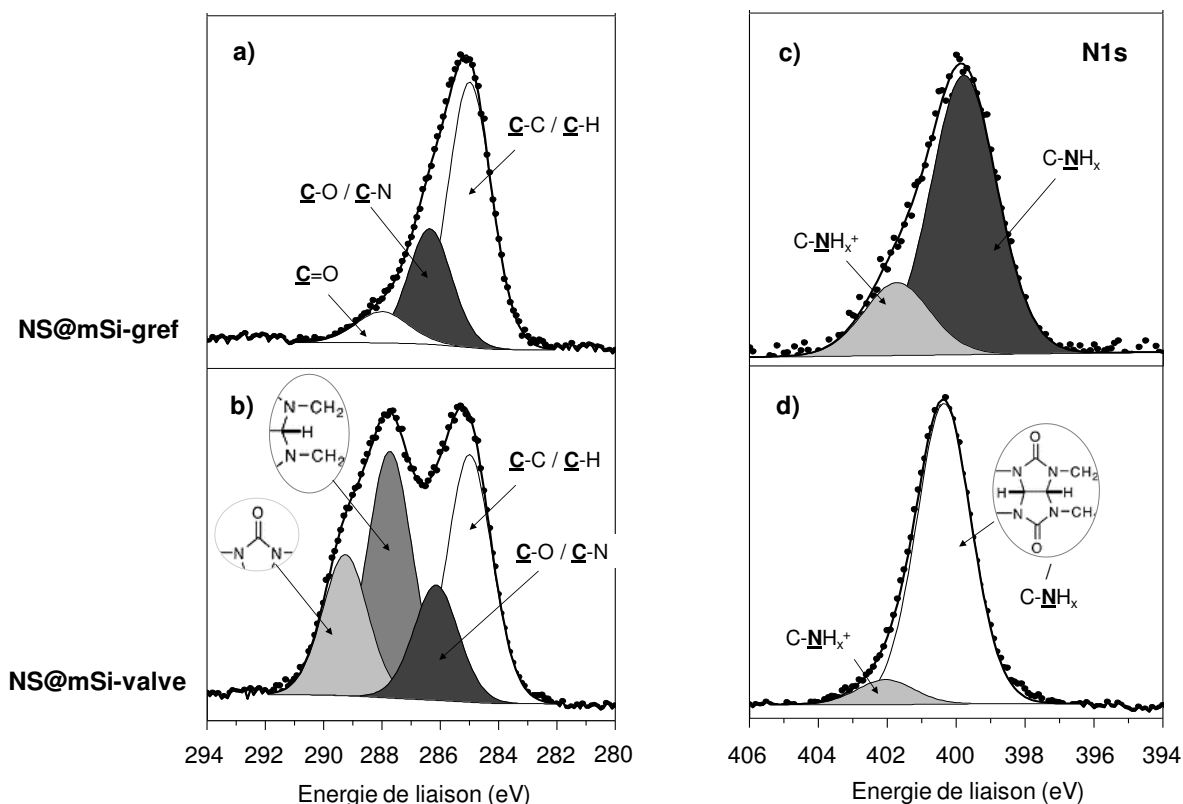 a)
C-C / C-H
C-O / C-N
C=O
NS@mSi-gref
c)
N1s
C-NHx
C-NHx+
b)
N—CH2
H
N—CH2
O
N N
C-C / C-H
C-O / C-N
NS@mSi-valve
d)
O
N N—CH2
H H
N N—CH
O
C-NHx
C-NHx+
294 292 290 288 286 284 282 280
Energie de liaison (eV)
406 404 402 400 398 396 394
Energie de liaison (eV)